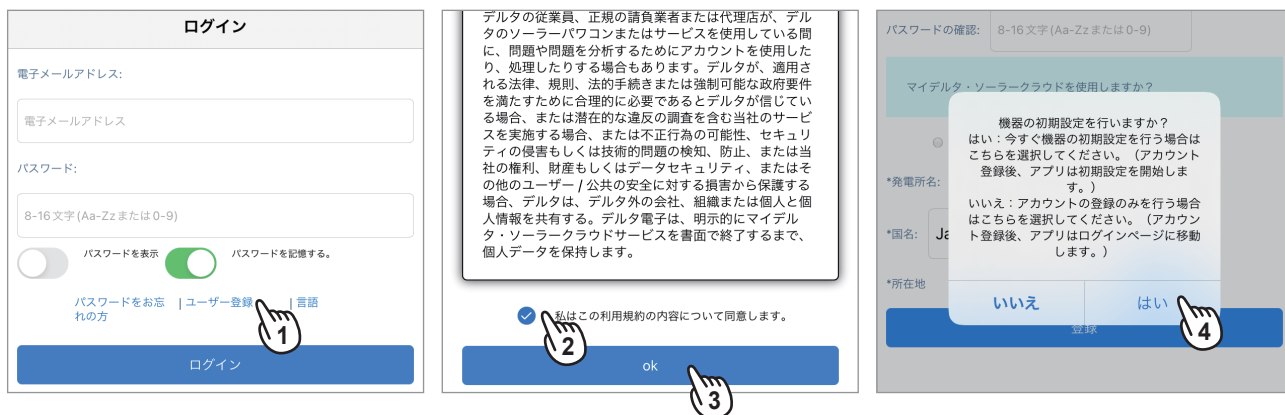 ログイン
電子メールアドレス:
電子メールアドレス
パスワード:
8-16文字(Aa-Zzまたは0-9)
パスワードを表示
パスワードを記憶する。
パスワードをお忘れの方 | ユーザー登録 | 言語
1
ログイン
デルタの従業員、正規の請負業者または代理店が、デル
タのソーラーパワコンまたはサービスを使用している間
に、問題や問題を分析するためにアカウントを使用した
り、処理したりする場合もあります。デルタが、適用さ
れる法律、規則、法的手続きまたは強制可能な政府要件
を満たすために合理的に必要であるとデルタが信じてい
る場合、または潜在的な違反の調査を含む当社のサービ
スを実施する場合、または不正行為の可能性、セキュリ
ティの侵害もしくは技術的問題の検知、防止、または当
社の権利、財産もしくはデータセキュリティ、またはそ
の他のユーザー / 公共の安全に対する損害から保護する
場合、デルタは、デルタ外の会社、組織または個人と個
人情報を共有する。デルタ電子は、明示的にマイデル
タ・ソーラークラウドサービスを書面で終了するまで、
個人データを保持します。
私はこの利用規約の内容について同意します。
2
ok
3
パスワードの確認: 8-16文字(Aa-Zzまたは0-9)
マイデルタ・ソーラークラウドを使用しますか？
機器の初期設定を行いますか？
はい：今すぐ機器の初期設定を行う場合は
こちらを選択してください。（アカウント
登録後、アプリは初期設定を開始しま
す。）
いいえ：アカウントの登録のみを行う場合
はこちらを選択してください。（アカウン
ト登録後、アプリはログインページに移動
します。）
*発電所名:
*国名: Ja
*所在地
いいえ はい
4
登録